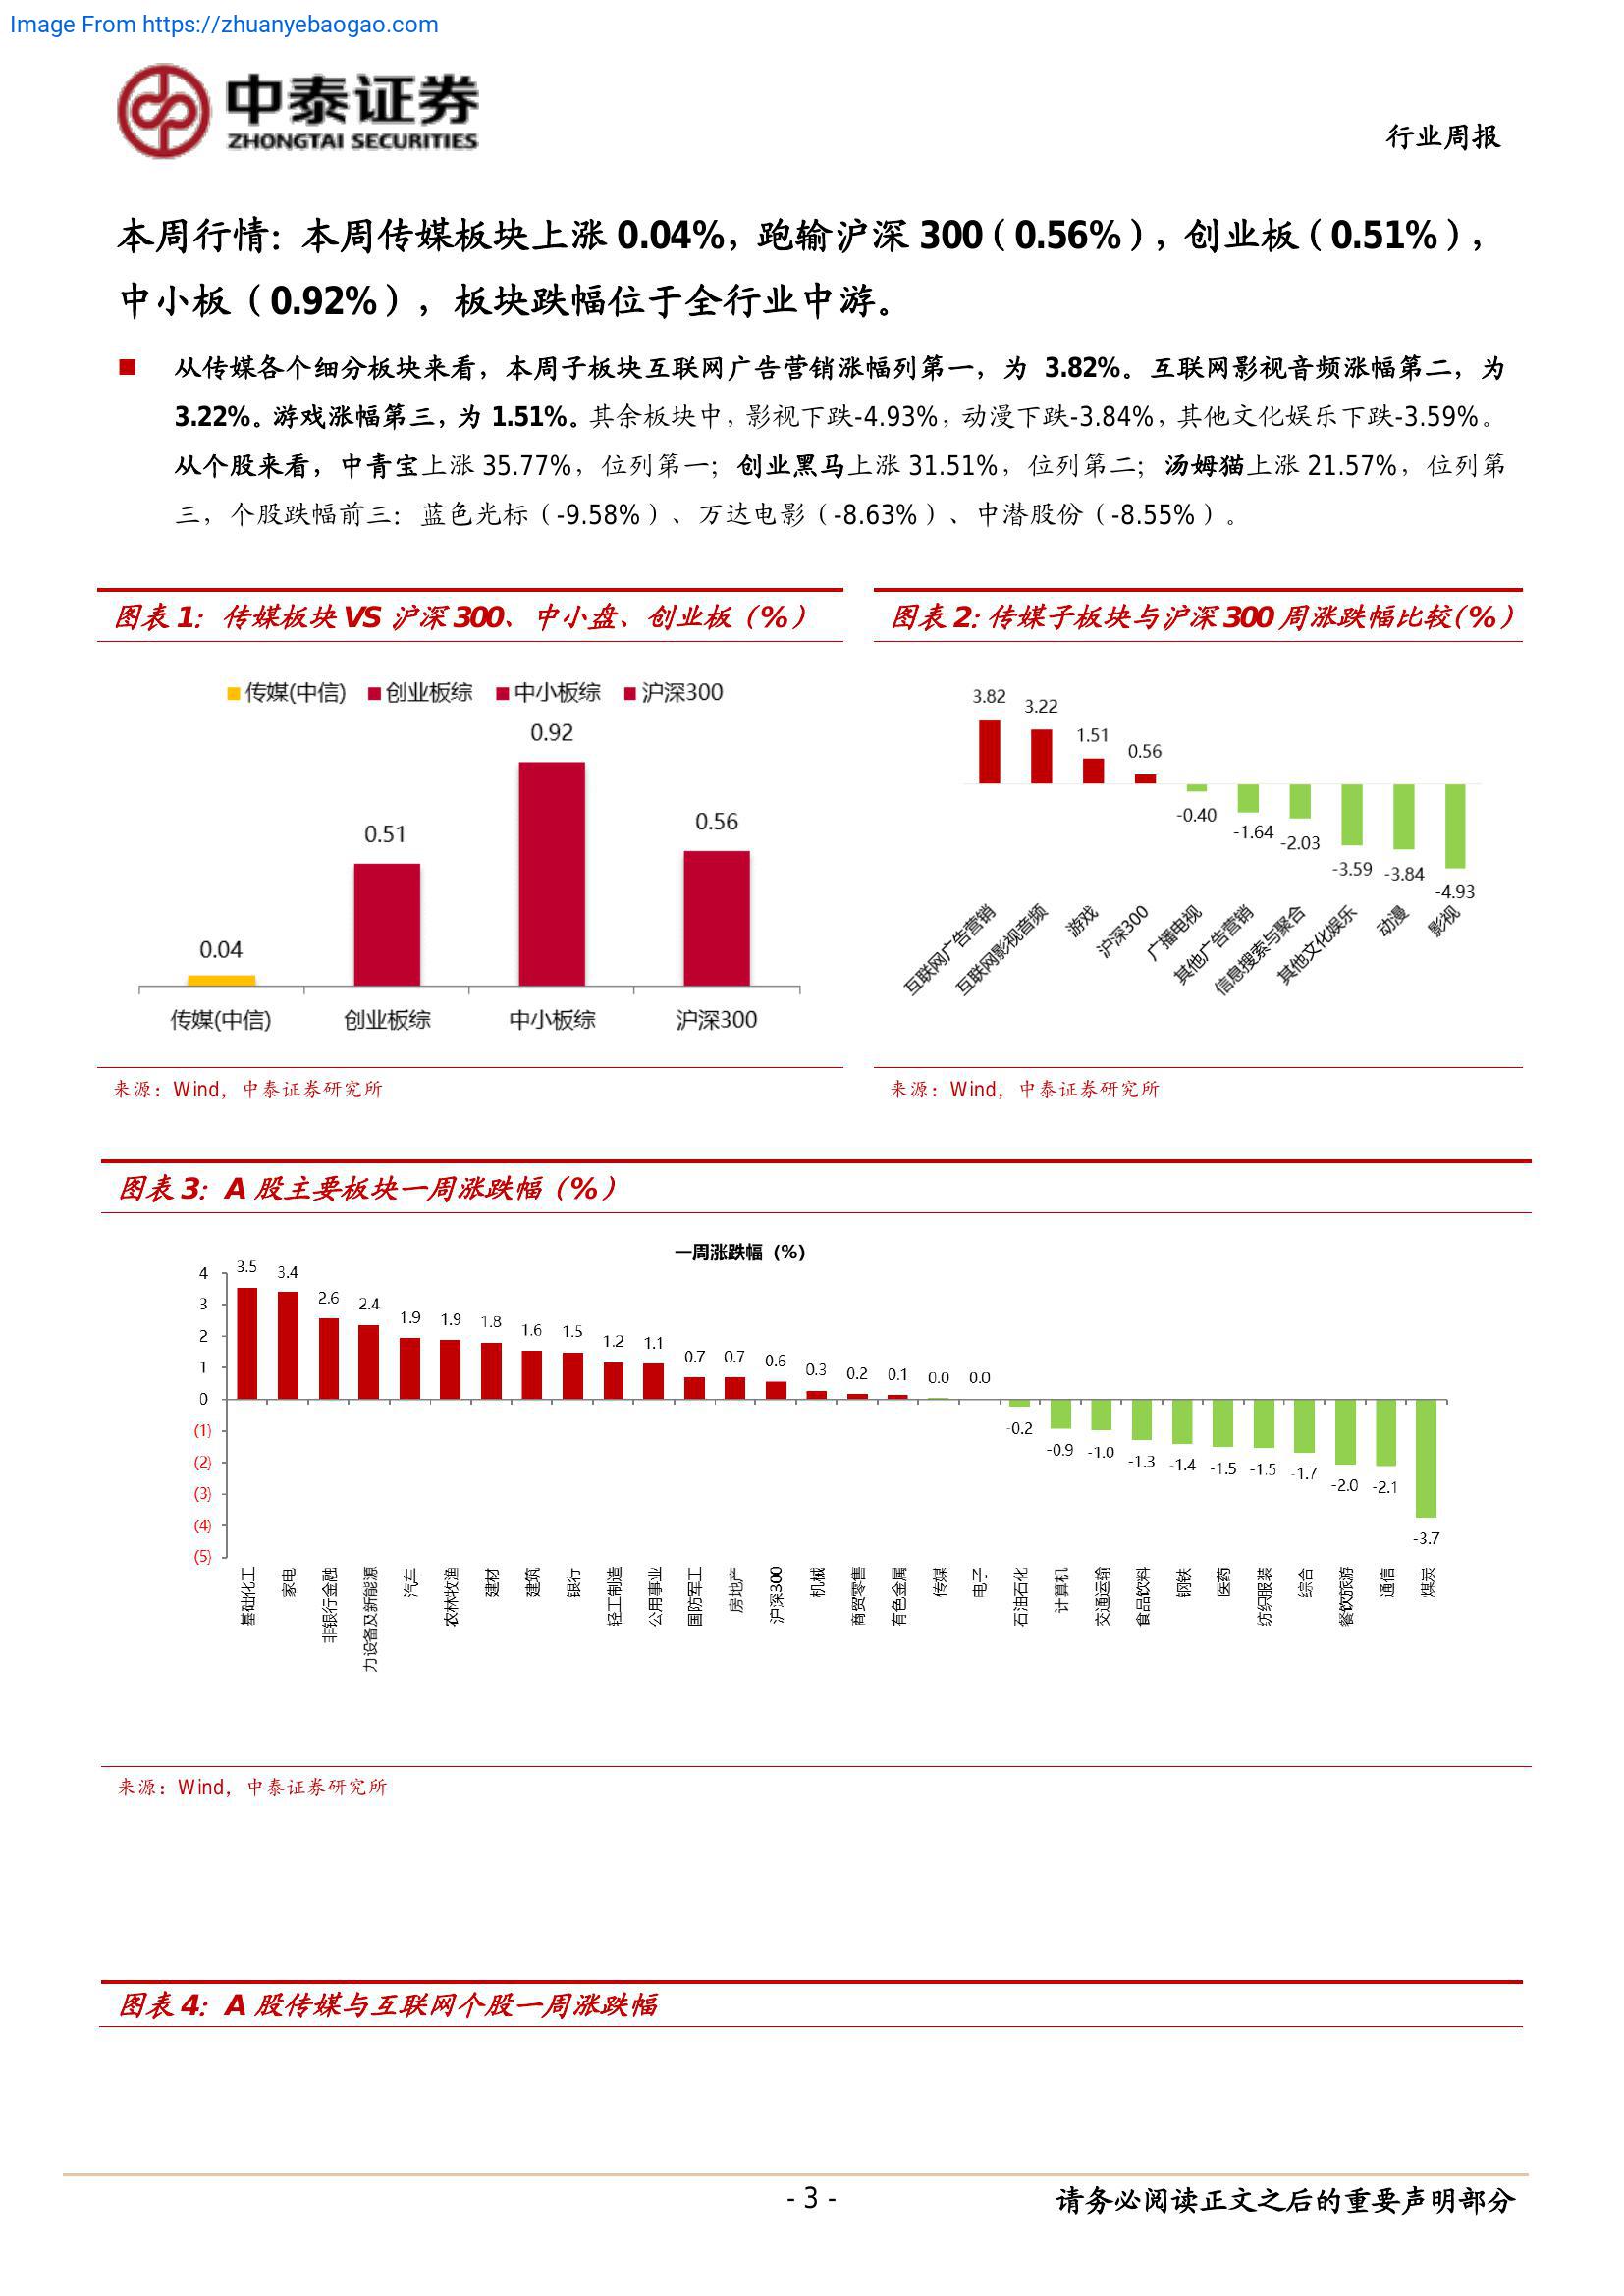 Image From https://zhuanyebaogao.com
中泰证券
ZHONGTAI SECURITIES
行业周报
本周行情：本周传媒板块上涨 0.04%，跑输沪深 300（0.56%），创业板（0.51%），
中小板（0.92%），板块跌幅位于全行业中游。
■ 从传媒各个细分板块来看，本周子板块互联网广告营销涨幅列第一，为 3.82%。互联网影视音频涨幅第二，为
3.22%。游戏涨幅第三，为 1.51%。其余板块中，影视下跌-4.93%，动漫下跌-3.84%，其他文化娱乐下跌-3.59%。
从个股来看，中青宝上涨 35.77%，位列第一；创业黑马上涨 31.51%，位列第二；汤姆猫上涨 21.57%，位列第
三，个股跌幅前三：蓝色光标（-9.58%）、万达电影（-8.63%）、中潜股份（-8.55%）。
图表 1：传媒板块 VS 沪深 300、中小盘、创业板（%）
传媒(中信) 创业板综 中小板综 沪深300
0.04 0.51 0.92 0.56
传媒(中信) 创业板综 中小板综 沪深300
来源：Wind，中泰证券研究所
图表 2：传媒子板块与沪深 300 周涨跌幅比较（%）
3.82 3.22 1.51 0.56 -0.40 -1.64 -2.03 -3.59 -3.84 -4.93
互联网广告营销 互联网影视音频 游戏 沪深300 广播电视 其他广告营销 信息搜索与聚合 其他文化娱乐 动漫 影视
来源：Wind，中泰证券研究所
图表 3：A 股主要板块一周涨跌幅（%）
一周涨跌幅（%）
4
3
2
1
0
(1)
(2)
(3)
(4)
(5)
3.5 3.4 2.6 2.4 1.9 1.9 1.8 1.6 1.5 1.2 1.1 0.7 0.7 0.6 0.3 0.2 0.1 0.0 0.0 -0.2 -0.9 -1.0 -1.3 -1.4 -1.5 -1.5 -1.7 -2.0 -2.1 -3.7
基础化工 家电 非银行金融 力设备及新能源 汽车 农林牧渔 建材 建筑 银行 轻工制造 公用事业 国防军工 房地产 沪深300 机械 商贸零售 有色金属 传媒 电子 石油石化 计算机 交通运输 食品饮料 钢铁 医药 纺织服装 综合 餐饮旅游 通信 煤炭
来源：Wind，中泰证券研究所
图表 4：A 股传媒与互联网个股一周涨跌幅
- 3 -
请务必阅读正文之后的重要声明部分